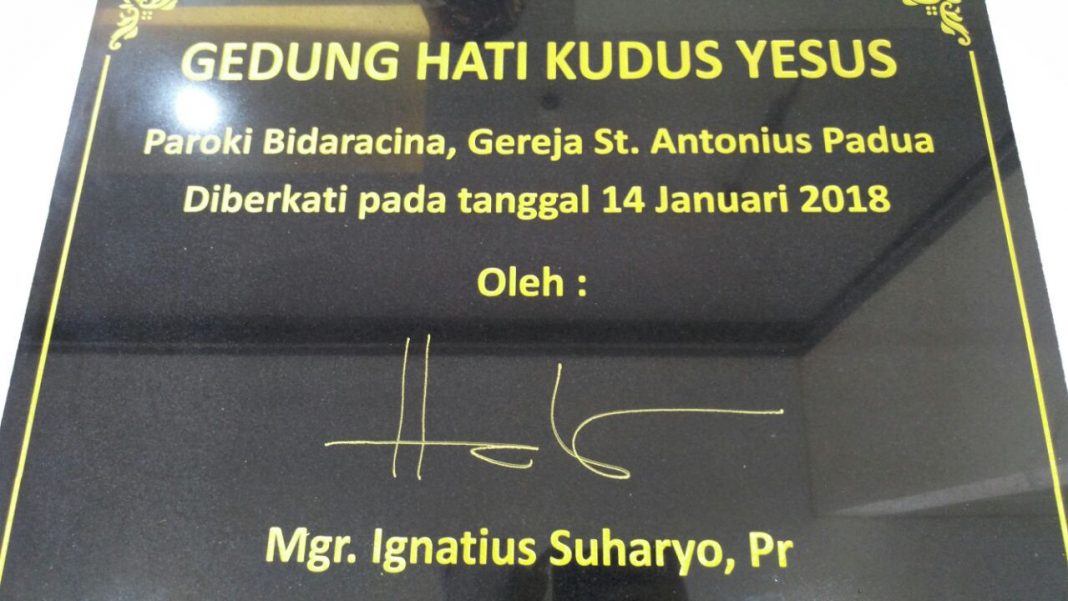 GEDUNG HATI KUDUS YESUS
Paroki Bidaracina, Gereja St. Antonius Padua
Diberkati pada tanggal 14 Januari 2018
Oleh :
Mgr. Ignatius Suharyo, Pr